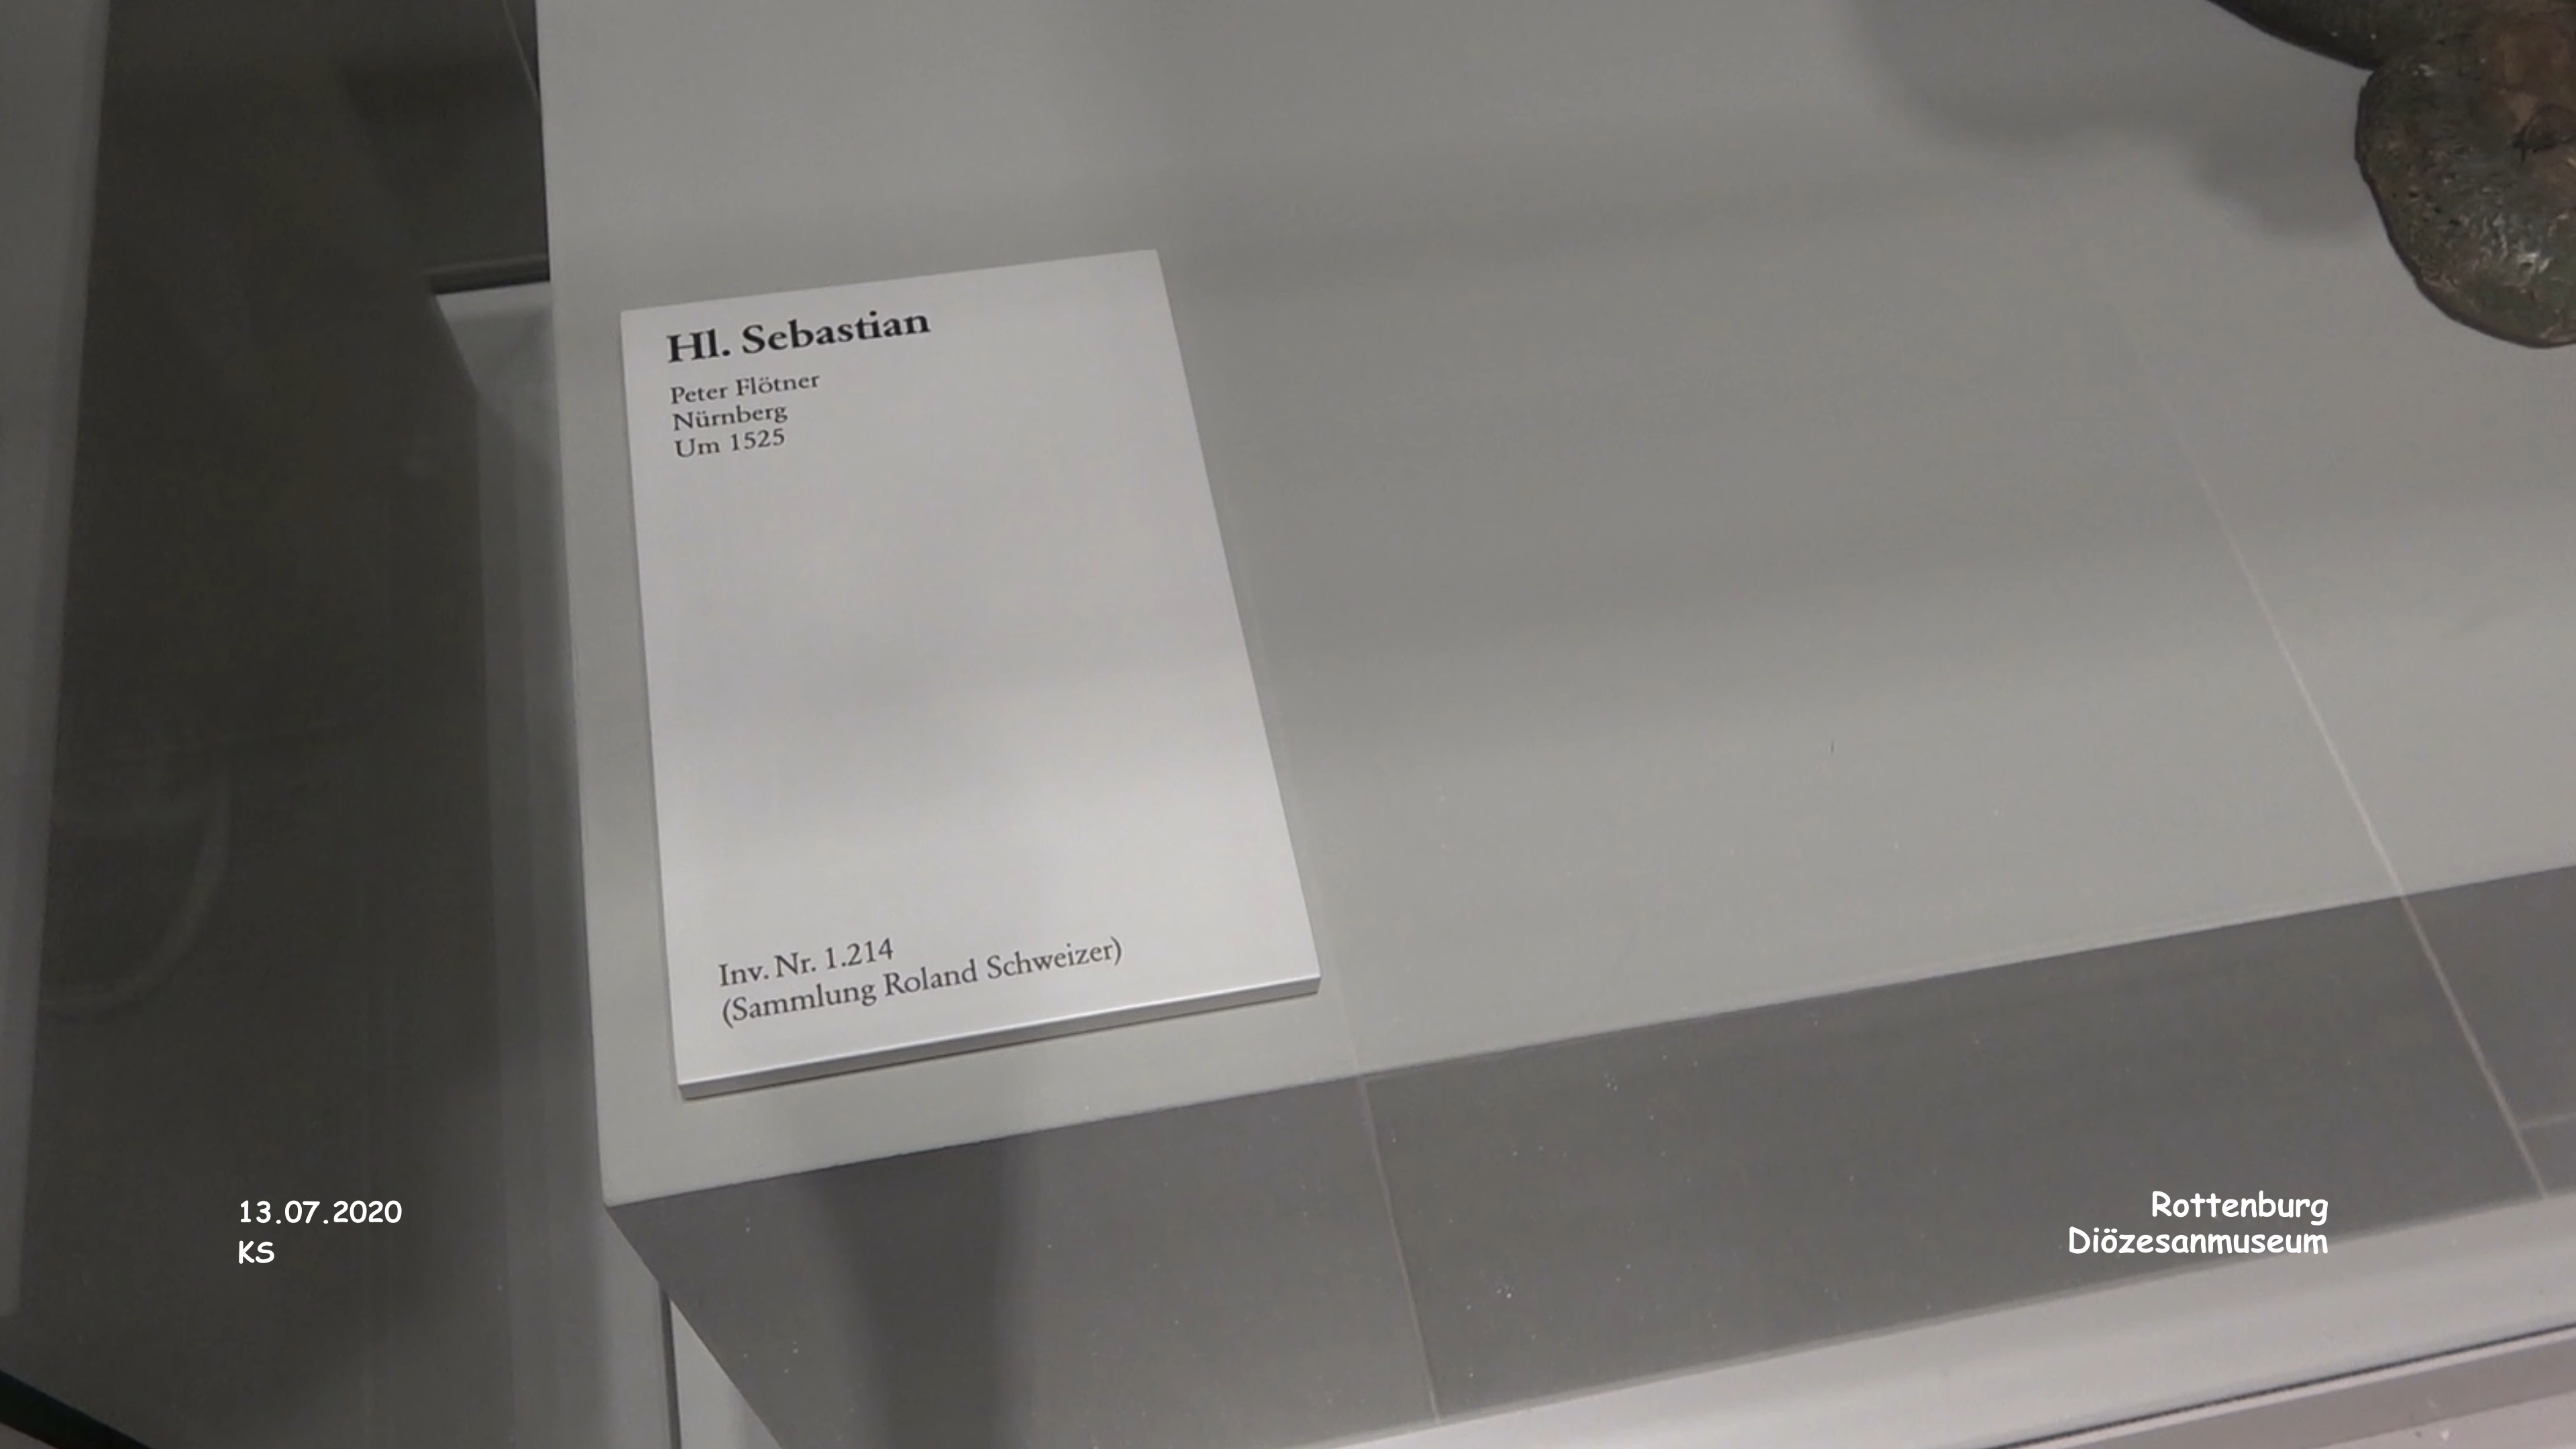 Hl. Sebastian
Peter Flötner
Nürnberg
Um 1525
Inv. Nr. 1.214
(Sammlung Roland Schweizer)
13.07.2020
KS
Rottenburg
Diözesanmuseum